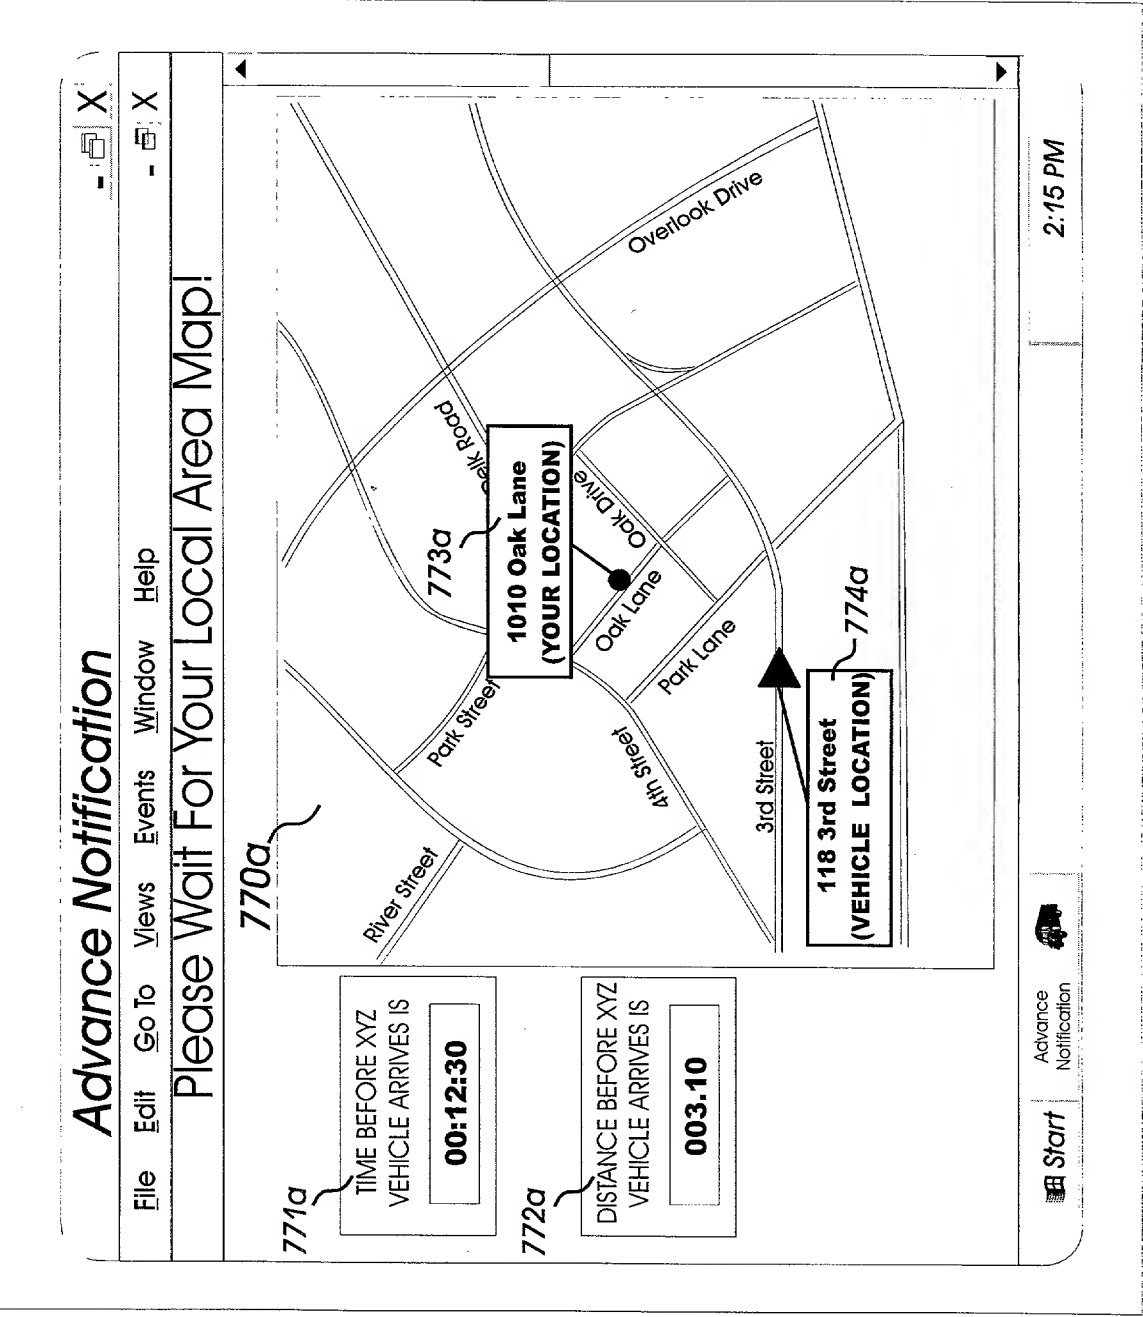 Advance Notification
- X
File Edit Go To Views Events Window Help
- X
Please Wait For Your Local Area Map!
770a
771a
TIME BEFORE XYZ
VEHICLE ARRIVES IS
00:12:30
772a
DISTANCE BEFORE XYZ
VEHICLE ARRIVES IS
003.10
River Street
Park Street
773a
1010 Oak Lane
(YOUR LOCATION)
Road
Oak Drive
Overlook Drive
Oak Lane
Park Lane
4th Street
3rd Street
774a
118 3rd Street
(VEHICLE LOCATION)
Start
Advance
Notification
2:15 PM